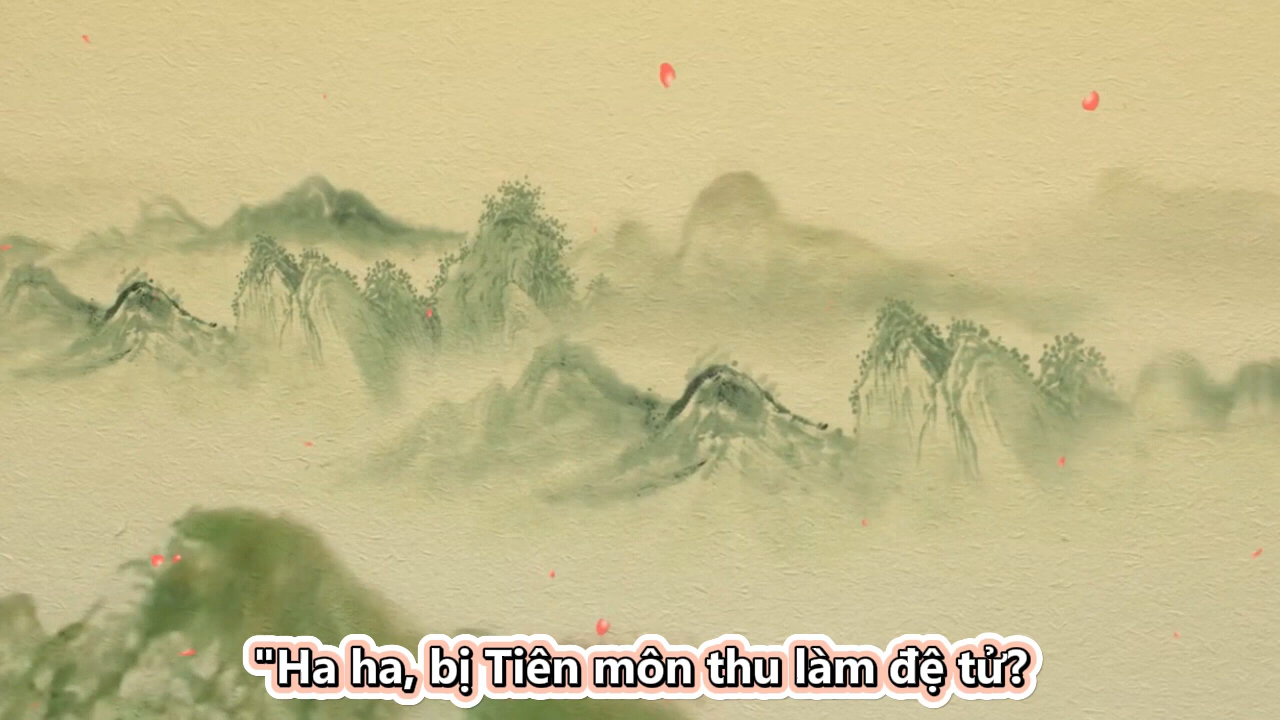 "Ha ha, bị Tiên môn thu làm đệ tử?